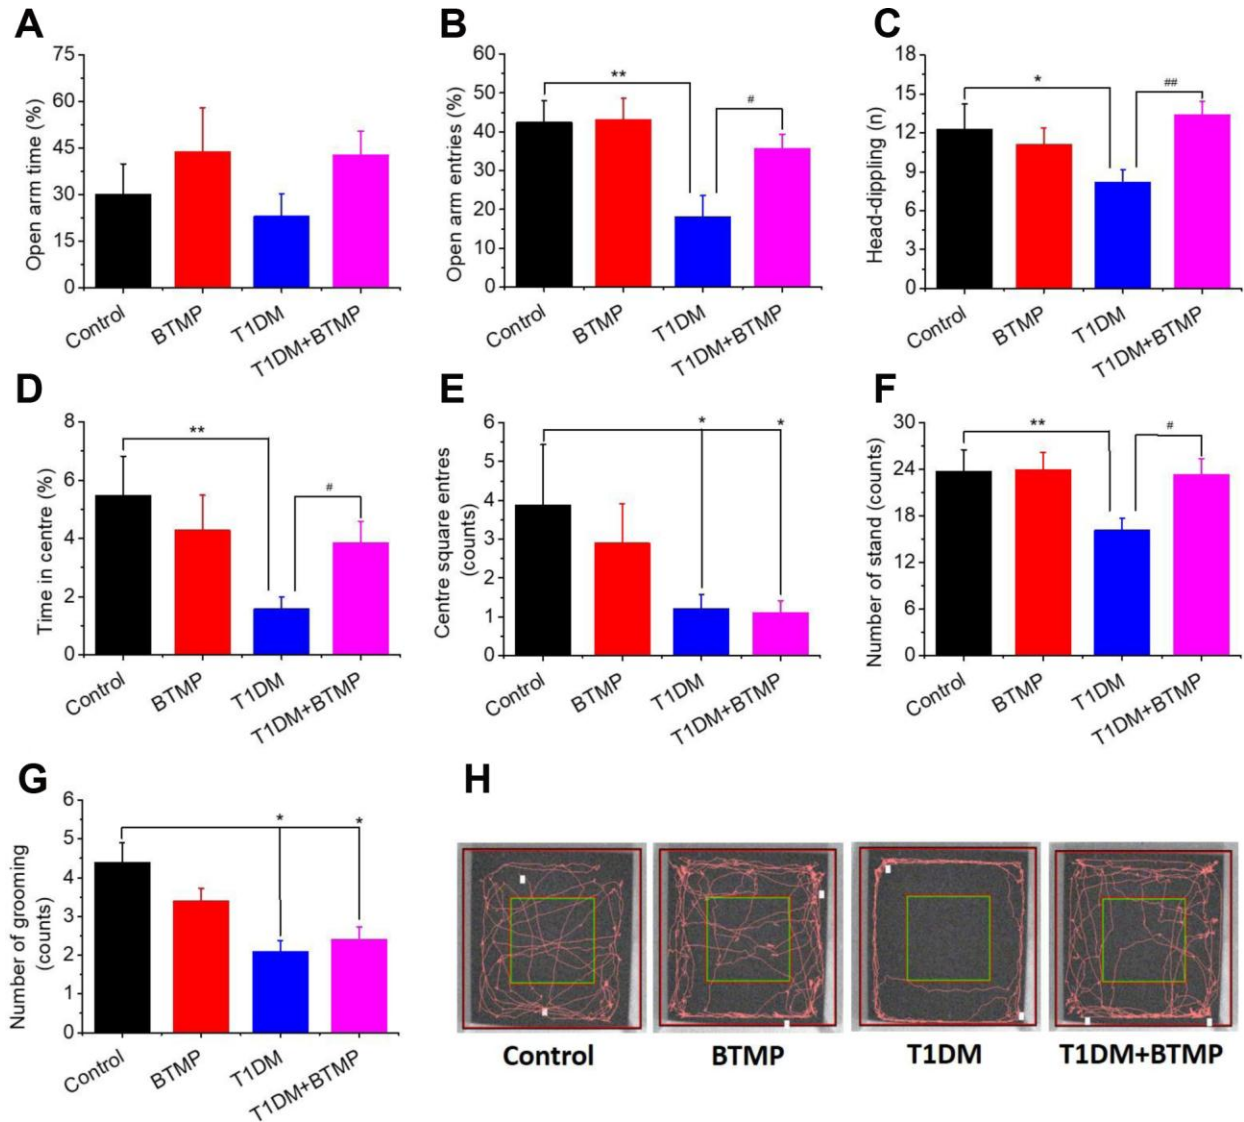 A
Open arm time (%)
75
60
45
30
15
0
Control
BTMP
T1DM
T1DM+BTMP
B
Open arm entries (%)
60
50
40
30
20
10
0
**
#
Control
BTMP
T1DM
T1DM+BTMP
C
Head-dippling (n)
18
15
12
9
6
3
0
*
##
Control
BTMP
T1DM
T1DM+BTMP
D
Time in centre (%)
8
6
4
2
0
**
#
Control
BTMP
T1DM
T1DM+BTMP
E
Centre square entres
(counts)
6
5
4
3
2
1
0
*
*
Control
BTMP
T1DM
T1DM+BTMP
F
Number of stand (counts)
30
24
18
12
6
0
**
#
Control
BTMP
T1DM
T1DM+BTMP
G
Number of grooming
(counts)
6
5
4
3
2
1
0
*
*
Control
BTMP
T1DM
T1DM+BTMP
H
Control
BTMP
T1DM
T1DM+BTMP